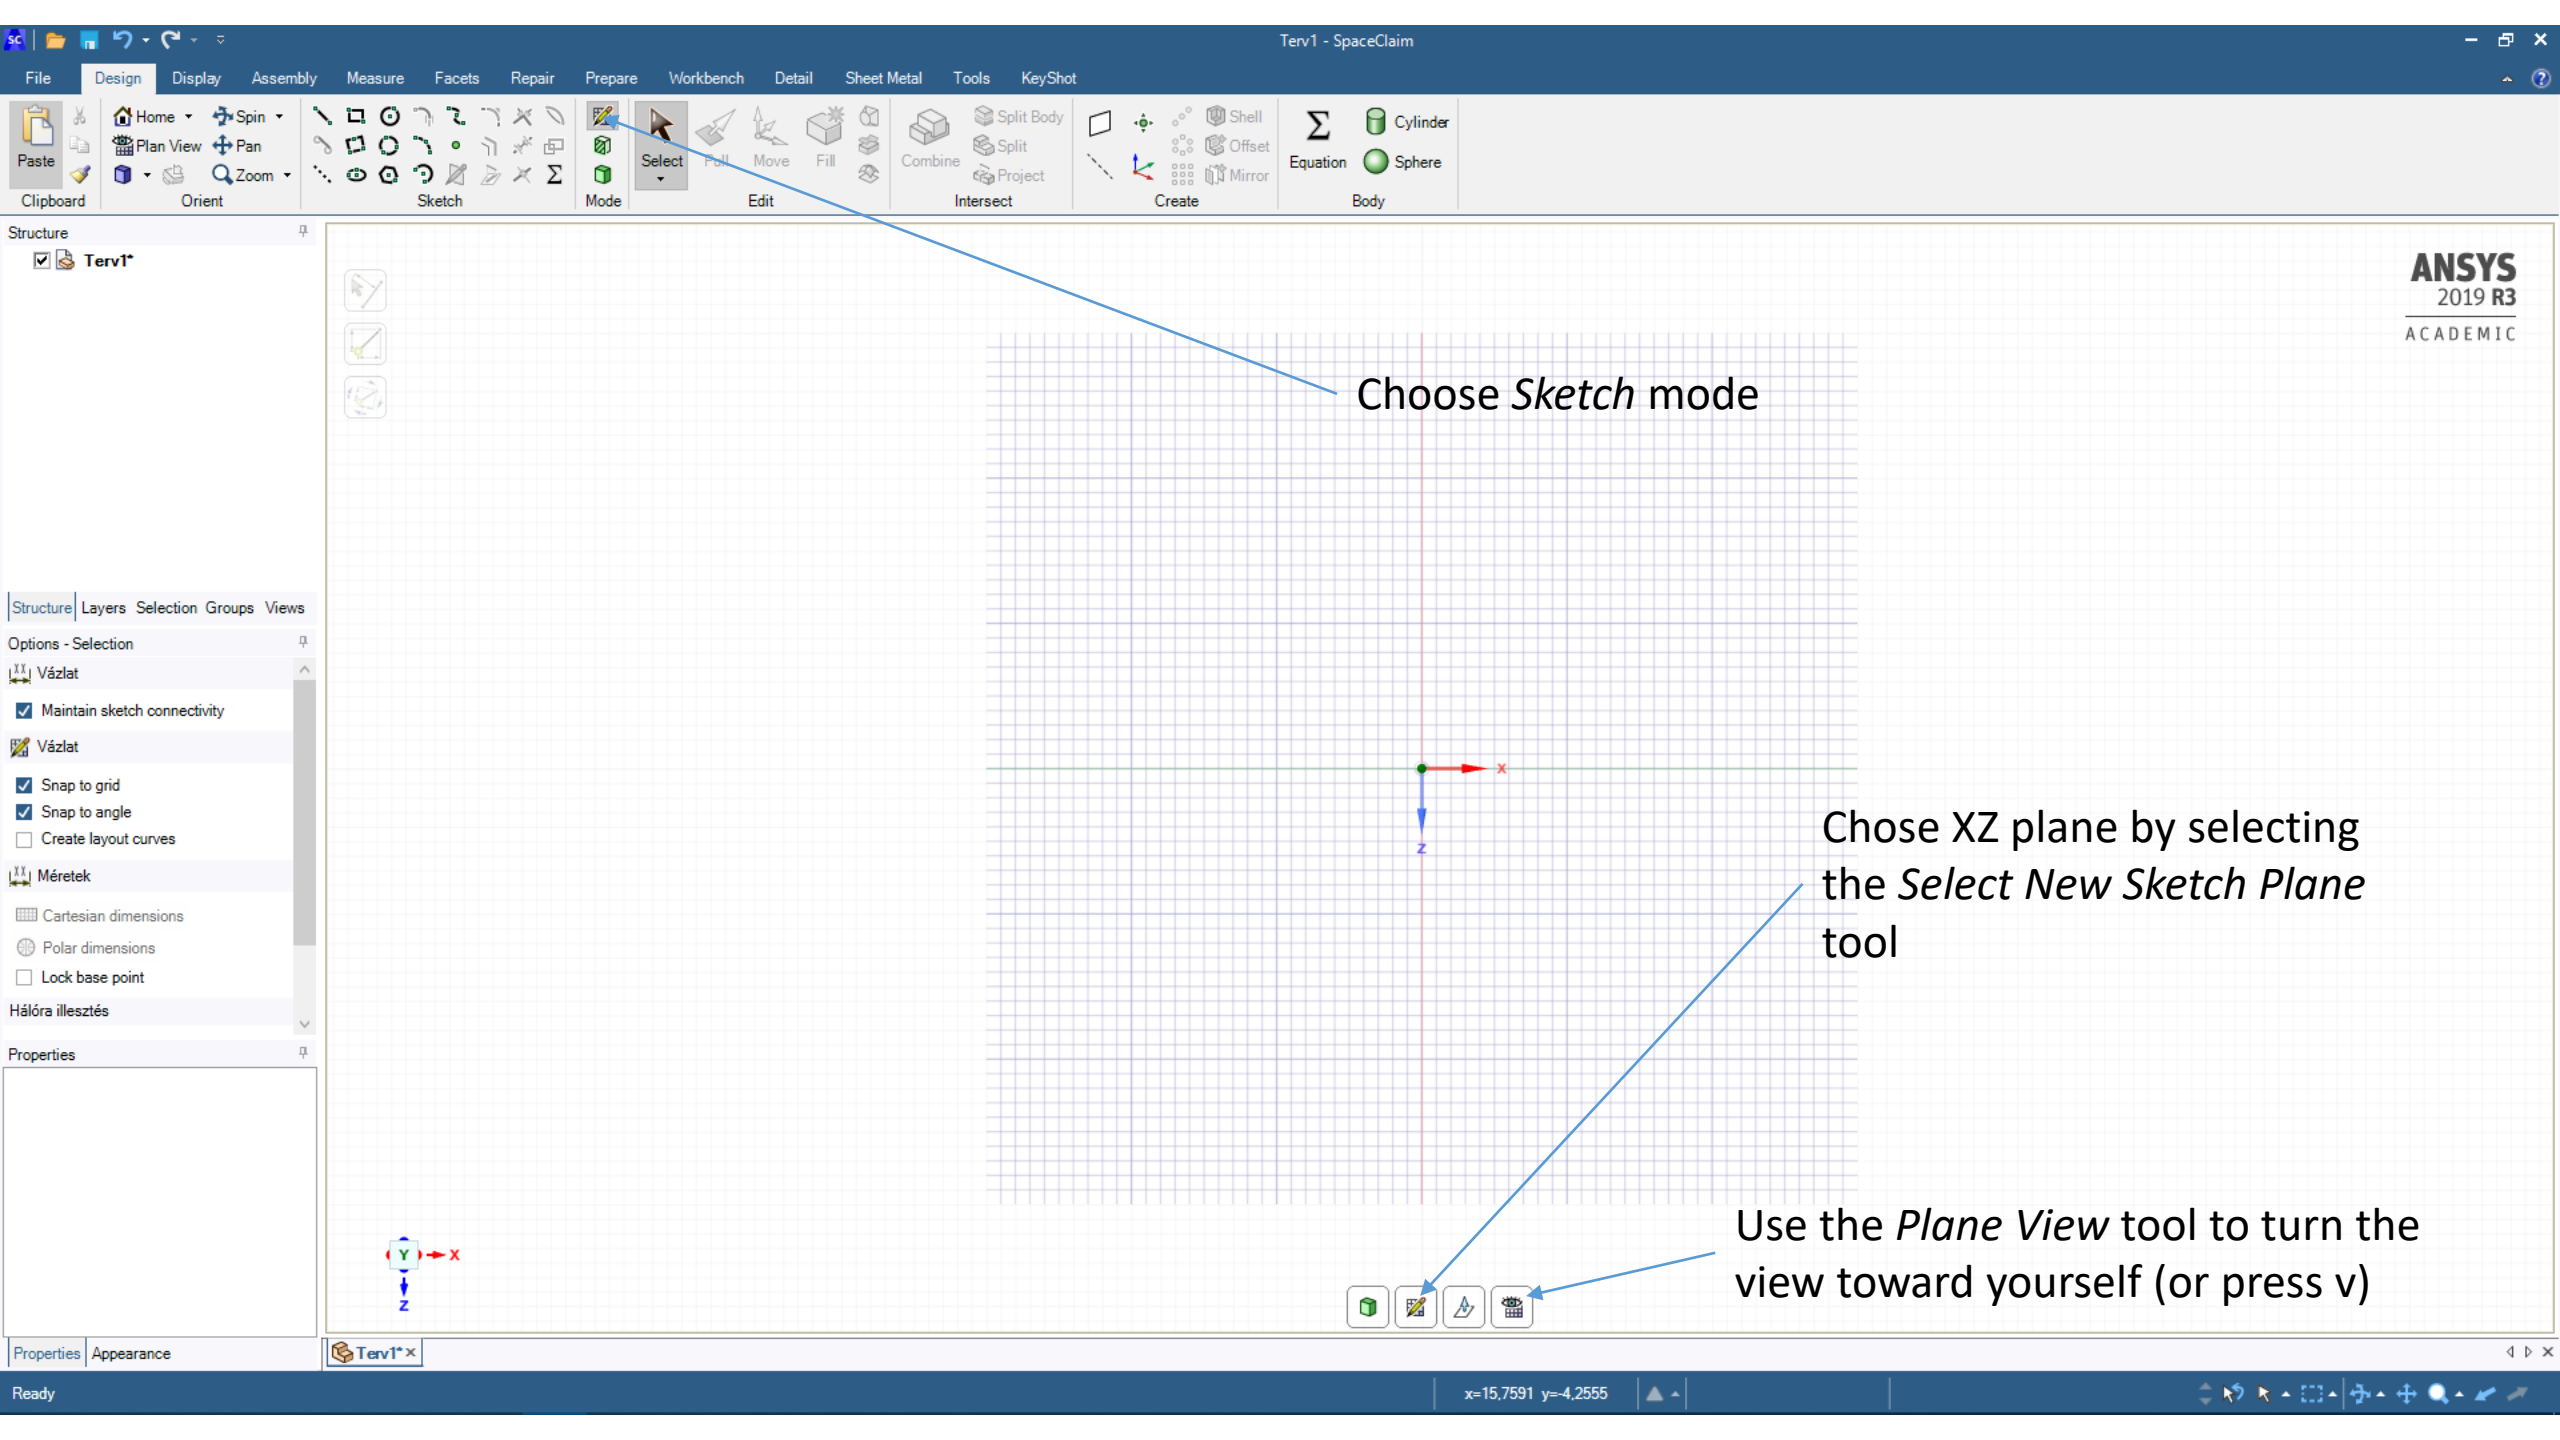 SC
Terv1 - SpaceClaim
File Design Display Assembly Measure Facets Repair Prepare Workbench Detail Sheet Metal Tools KeyShot
Home Spin
Plan View Pan
Zoom
Paste
Select Pull Move Fill
Combine
Split Body
Split
Project
Shell
Offset
Mirror
Equation
Cylinder
Sphere
Clipboard Orient Sketch Mode Edit Intersect Create Body
Structure
Terv1*
ANSYS
2019 R3
ACADEMIC
Choose Sketch mode
Structure Layers Selection Groups Views
Options - Selection
Vázlat
Maintain sketch connectivity
Vázlat
Snap to grid
Snap to angle
Create layout curves
Méretek
Cartesian dimensions
Polar dimensions
Lock base point
Hálóra illesztés
X
Z
Chose XZ plane by selecting
the Select New Sketch Plane
tool
Properties
Use the Plane View tool to turn the
view toward yourself (or press v)
Y X
Z
Properties Appearance
Terv1*
Ready
x=15,7591 y=-4,2555